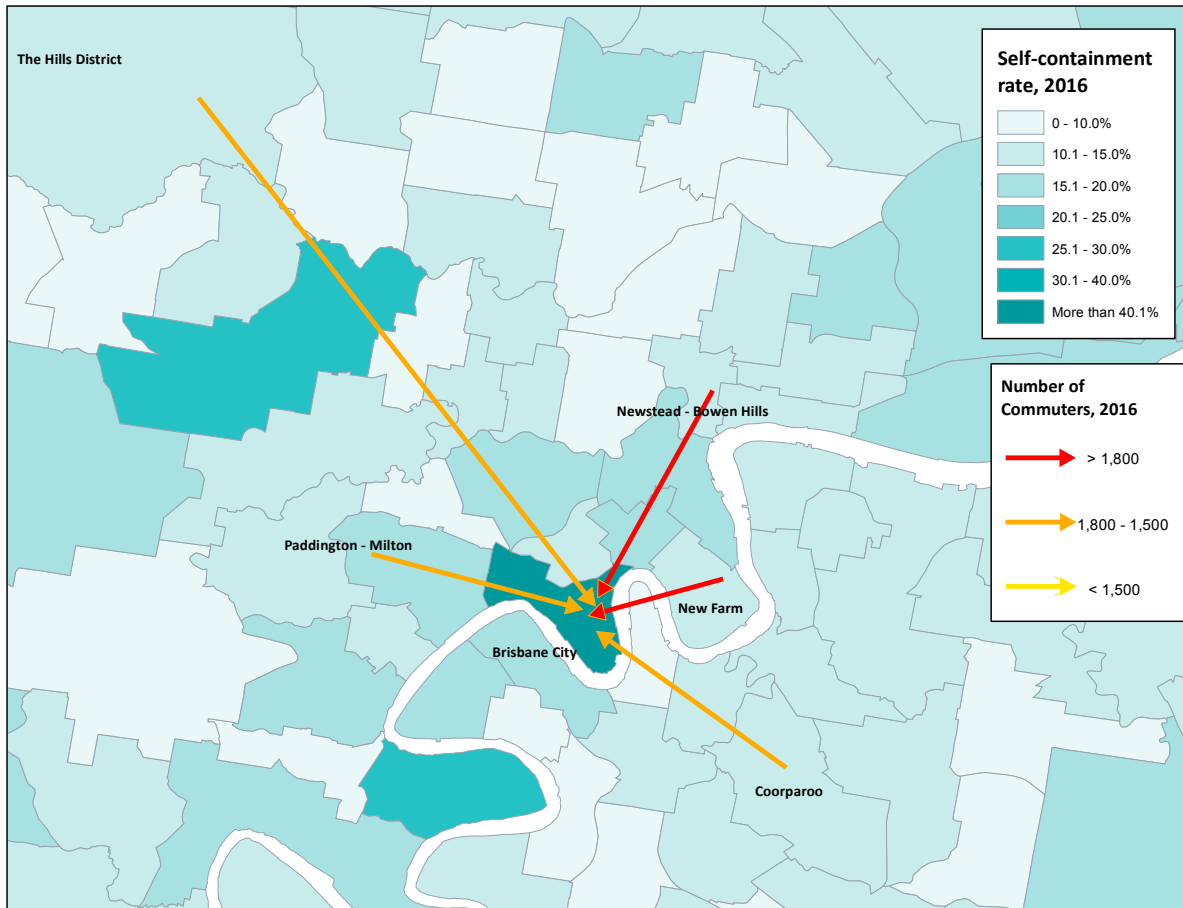 The Hills District
Self-containment
rate, 2016
0 - 10.0%
10.1 - 15.0%
15.1 - 20.0%
20.1 - 25.0%
25.1 - 30.0%
30.1 - 40.0%
More than 40.1%
Number of
Commuters, 2016
> 1,800
1,800 - 1,500
< 1,500
Newstead - Bowen Hills
Paddington - Milton
New Farm
Brisbane City
Coorparoo